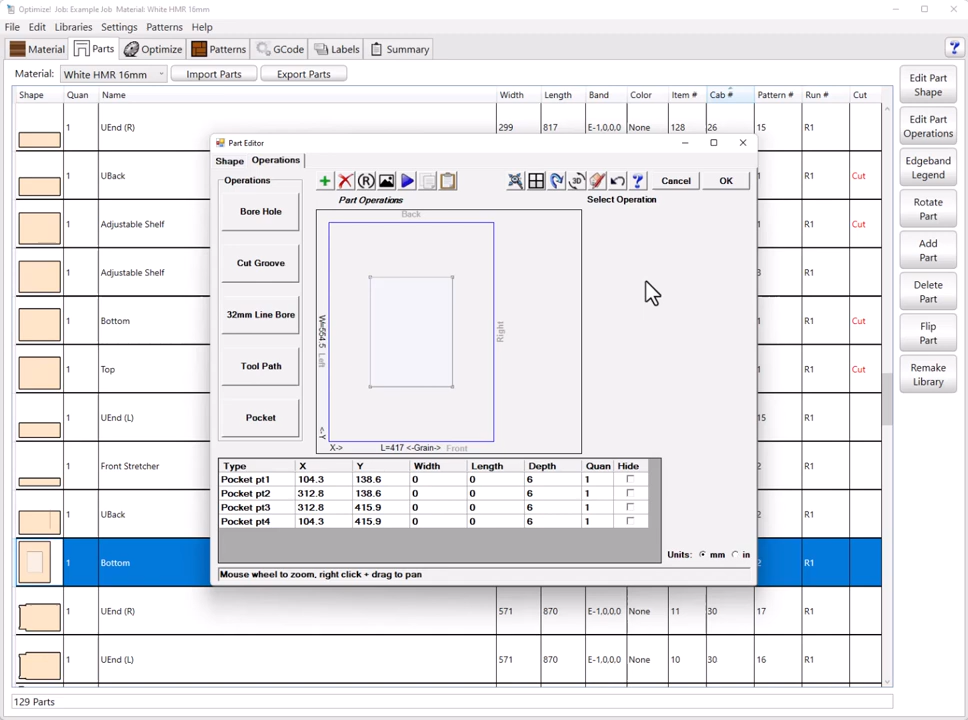 Optimize! Job: Example Job Material: White HMR 16mm
File Edit Libraries Settings Patterns Help
Material Parts Optimize Patterns GCode Labels Summary
Material: White HMR 16mm Import Parts Export Parts
Shape Quan Name Width Length Band Color Item # Cab # Pattern # Run # Cut
1 UEnd (R) 299 817 E-1.0.0.0 None 128 26 15 R1
1 UBack R1 Cut
1 Adjustable Shelf R1 Cut
1 Adjustable Shelf 3 R1
1 Bottom R1 Cut
1 Top R1 Cut
1 UEnd (L) 15 R1
1 Front Stretcher 2 R1
1 UBack 2 R1
1 Bottom 2 R1
1 UEnd (R) 571 870 E-1.0.0.0 None 11 30 17 R1
1 UEnd (L) 571 870 E-1.0.0.0 None 10 30 16 R1
129 Parts
Edit Part
Shape
Edit Part
Operations
Edgeband
Legend
Rotate
Part
Add
Part
Delete
Part
Flip
Part
Remake
Library
Part Editor
Shape Operations
Operations
Bore Hole
Cut Groove
32mm Line Bore
Tool Path
Pocket
Cancel OK
Part Operations
Select Operation
Back
W=554.5 Left
Right
<-Y
X-> L=417 <-Grain-> Front
Type X Y Width Length Depth Quan Hide
Pocket pt1 104.3 138.6 0 0 6 1
Pocket pt2 312.8 138.6 0 0 6 1
Pocket pt3 312.8 415.9 0 0 6 1
Pocket pt4 104.3 415.9 0 0 6 1
Units: mm in
Mouse wheel to zoom, right click + drag to pan